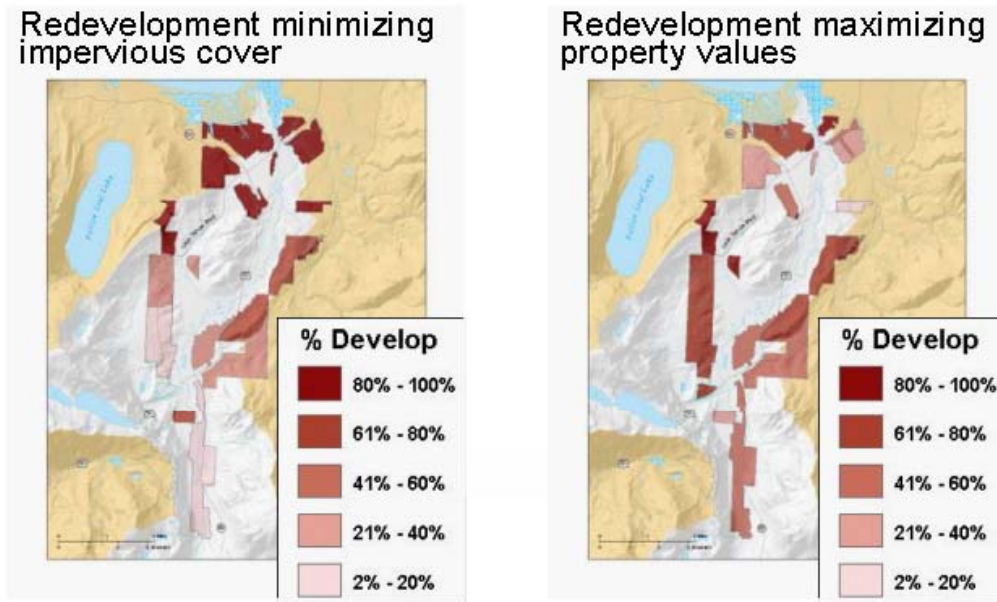 Redevelopment minimizing
impervious cover
% Develop
80% - 100%
61% - 80%
41% - 60%
21% - 40%
2% - 20%
Redevelopment maximizing
property values
% Develop
80% - 100%
61% - 80%
41% - 60%
21% - 40%
2% - 20%